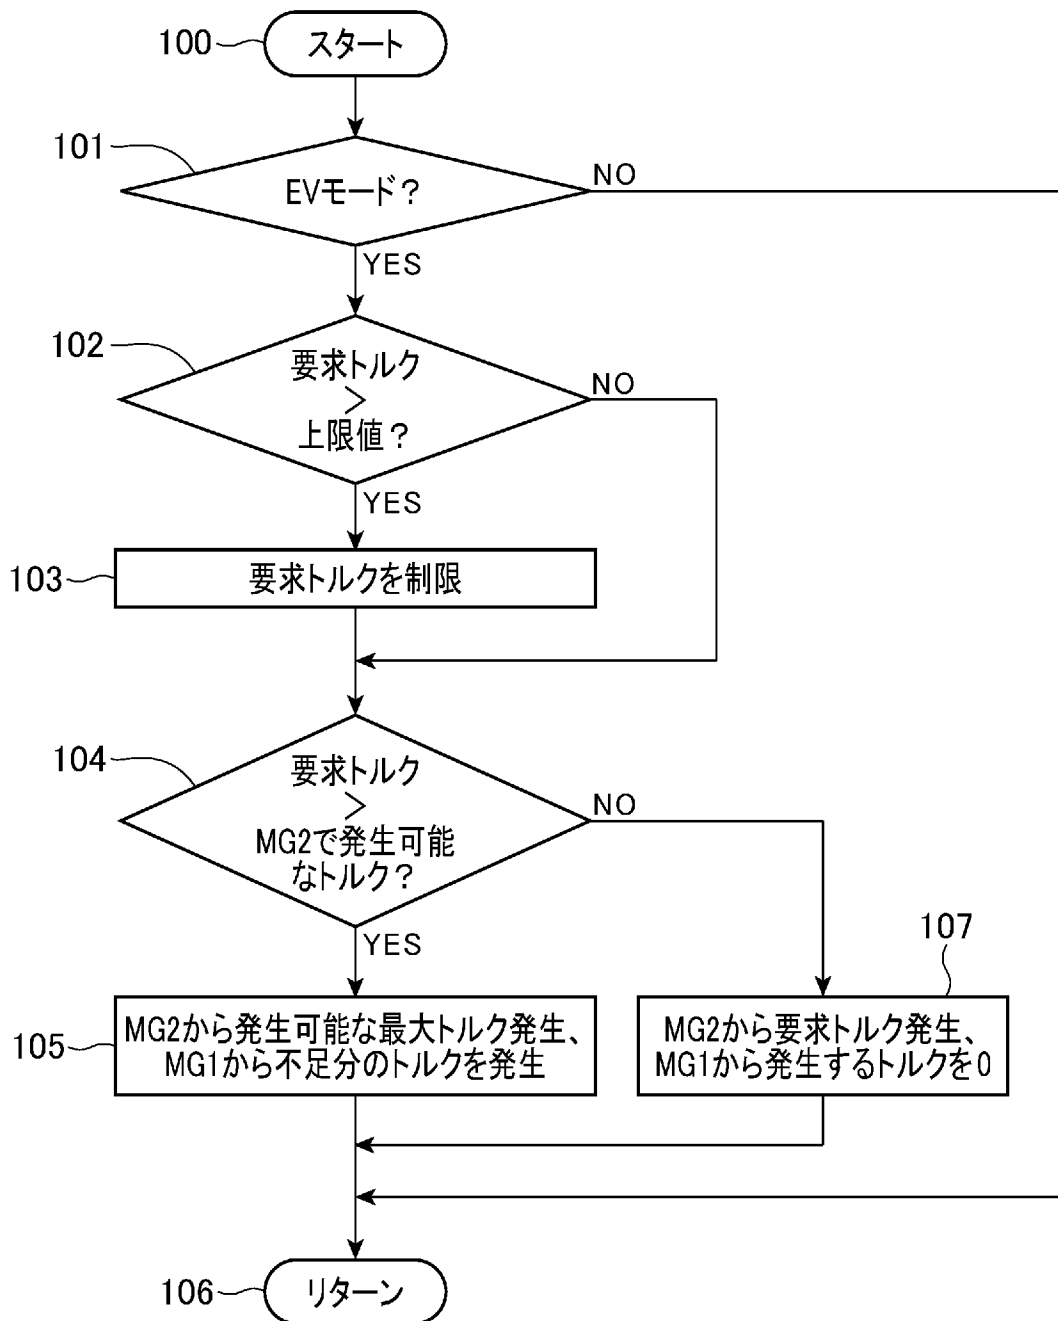 100
スタート
101
EVモード？
NO
YES
102
要求トルク
＞
上限値？
NO
YES
103
要求トルクを制限
104
要求トルク
＞
MG2で発生可能
なトルク？
NO
YES
107
105
MG2から発生可能な最大トルク発生、
MG1から不足分のトルクを発生
MG2から要求トルク発生、
MG1から発生するトルクを0
106
リターン